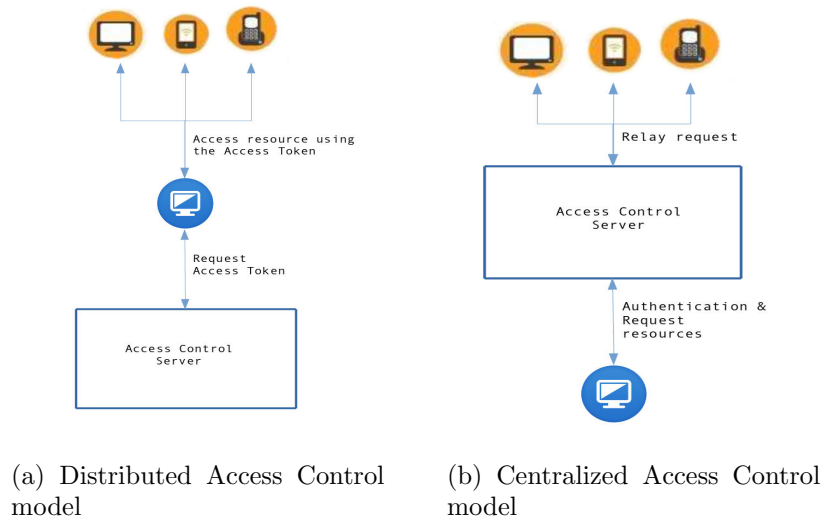 Access resource using
the Access Token
Request
Access Token
Access Control
Server
(a) Distributed Access Control
model
Relay request
Access Control
Server
Authentication &
Request
resources
(b) Centralized Access Control
model